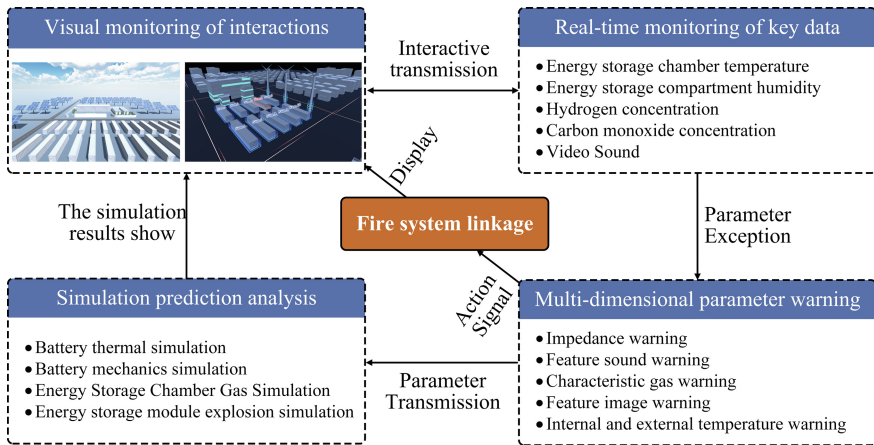 Visual monitoring of interactions
Interactive
transmission
Real-time monitoring of key data
• Energy storage chamber temperature
• Energy storage compartment humidity
• Hydrogen concentration
• Carbon monoxide concentration
• Video Sound
Display
Fire system linkage
The simulation
results show
Parameter
Exception
Action
Signal
Simulation prediction analysis
• Battery thermal simulation
• Battery mechanics simulation
• Energy Storage Chamber Gas Simulation
• Energy storage module explosion simulation
Parameter
Transmission
Multi-dimensional parameter warning
• Impedance warning
• Feature sound warning
• Characteristic gas warning
• Feature image warning
• Internal and external temperature warning